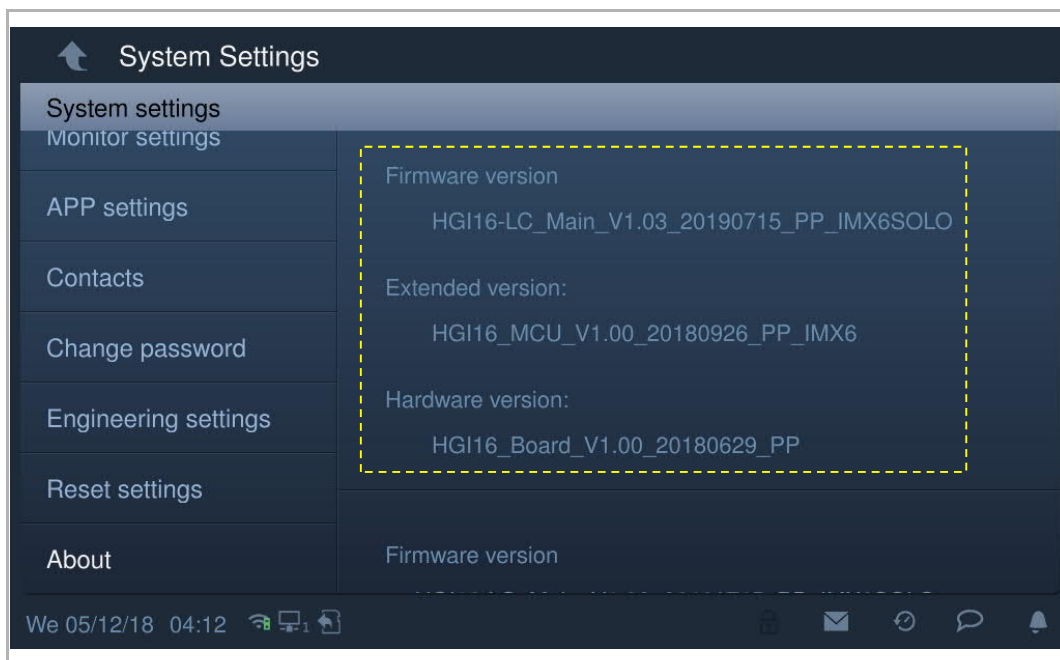 System Settings
System settings
Monitor settings
APP settings
Contacts
Change password
Engineering settings
Reset settings
About
Firmware version
HGI16-LC_Main_V1.03_20190715_PP_IMX6SOLO
Extended version:
HGI16_MCU_V1.00_20180926_PP_IMX6
Hardware version:
HGI16_Board_V1.00_20180629_PP
Firmware version
We 05/12/18 04:12 1